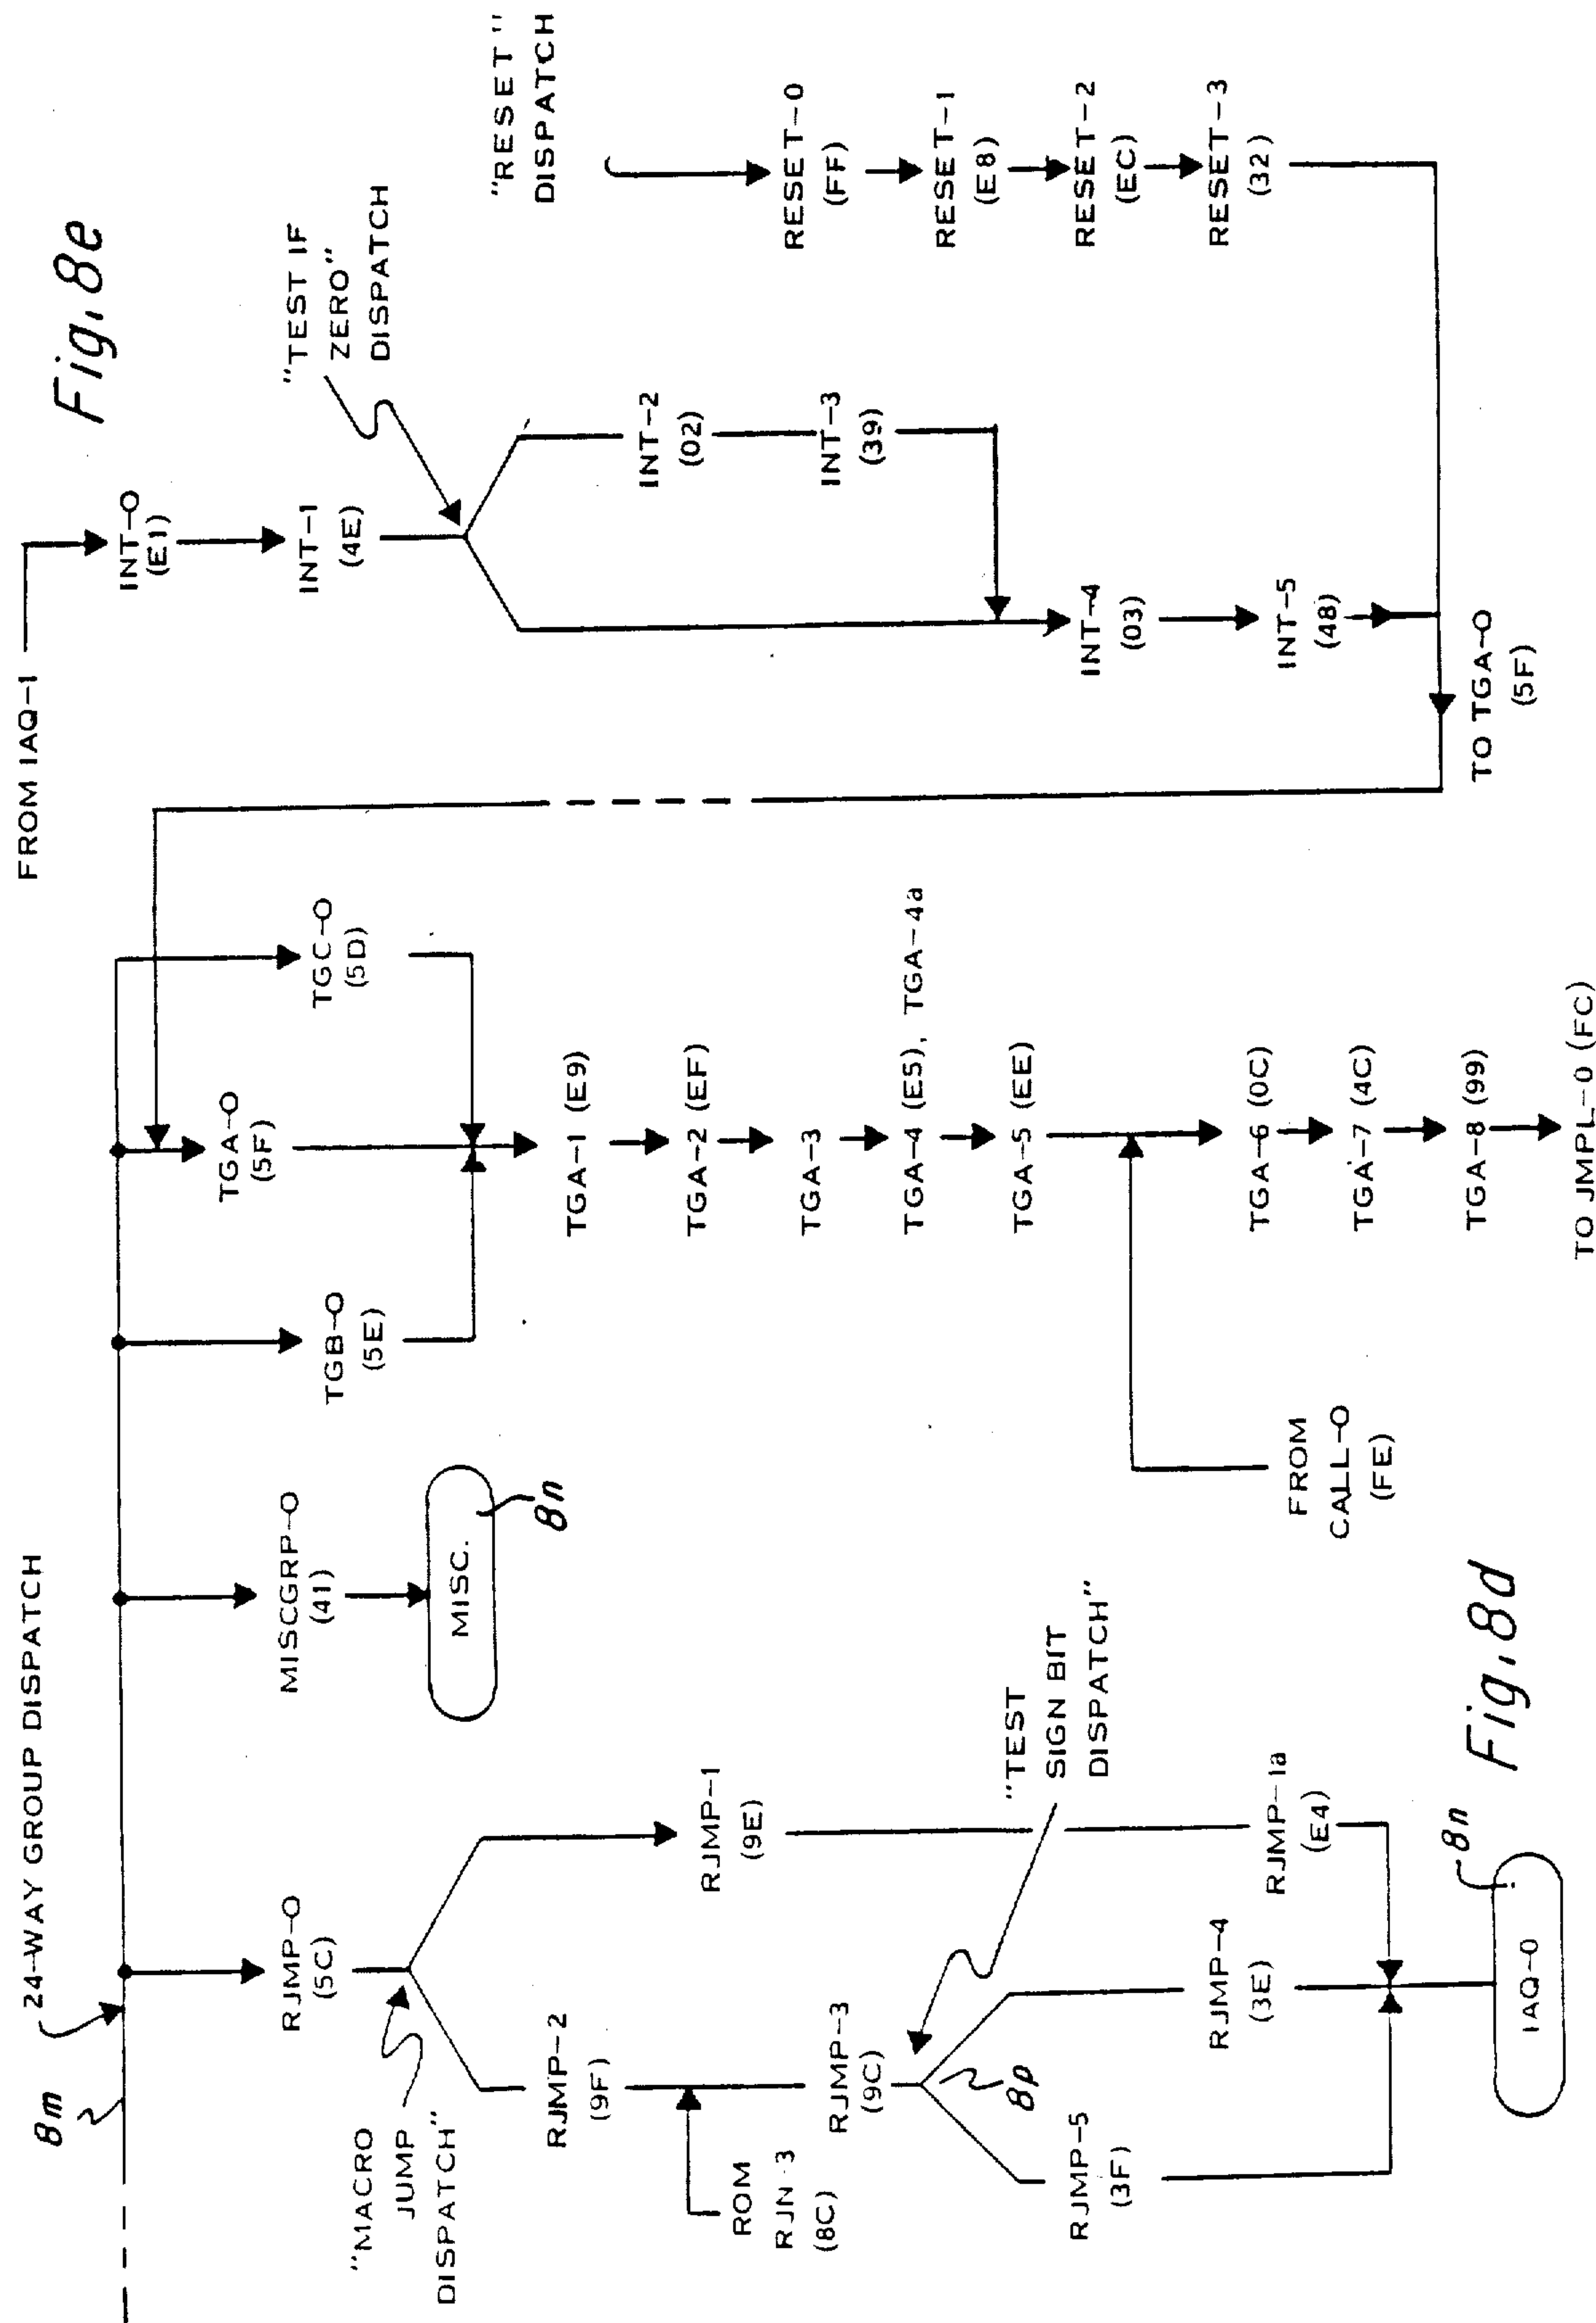 8m
24-WAY GROUP DISPATCH
RJMP-0
(5C)
"MACRO
JUMP
DISPATCH"
RJMP-2
(9F)
RJMP-1
(9E)
ROM
RJN-3
(8C)
RJMP-3
(9C)
"TEST
SIGN BIT
DISPATCH"
8p
RJMP-5
(3F)
RJMP-4
(3E)
RJMP-1a
(E4)
IAQ-0
8n
Fig. 8d
MISCGRP-0
(41)
MISC.
8n
TGB-0
(5E)
TGA-0
(5F)
TGC-0
(5D)
TGA-1 (E9)
TGA-2 (EF)
TGA-3
TGA-4 (E5), TGA-4a
TGA-5 (EE)
FROM
CALL-0
(FE)
TGA-6 (0C)
TGA-7 (4C)
TGA-8 (99)
TO JMPL-0 (FC)
Fig. 8e
FROM IAQ-1
INT-0
(E1)
INT-1
(4E)
"TEST IF
ZERO"
DISPATCH
INT-2
(02)
INT-3
(39)
INT-4
(03)
INT-5
(48)
TO TGA-0
(5F)
"RESET"
DISPATCH
RESET-0
(FF)
RESET-1
(E8)
RESET-2
(EC)
RESET-3
(32)